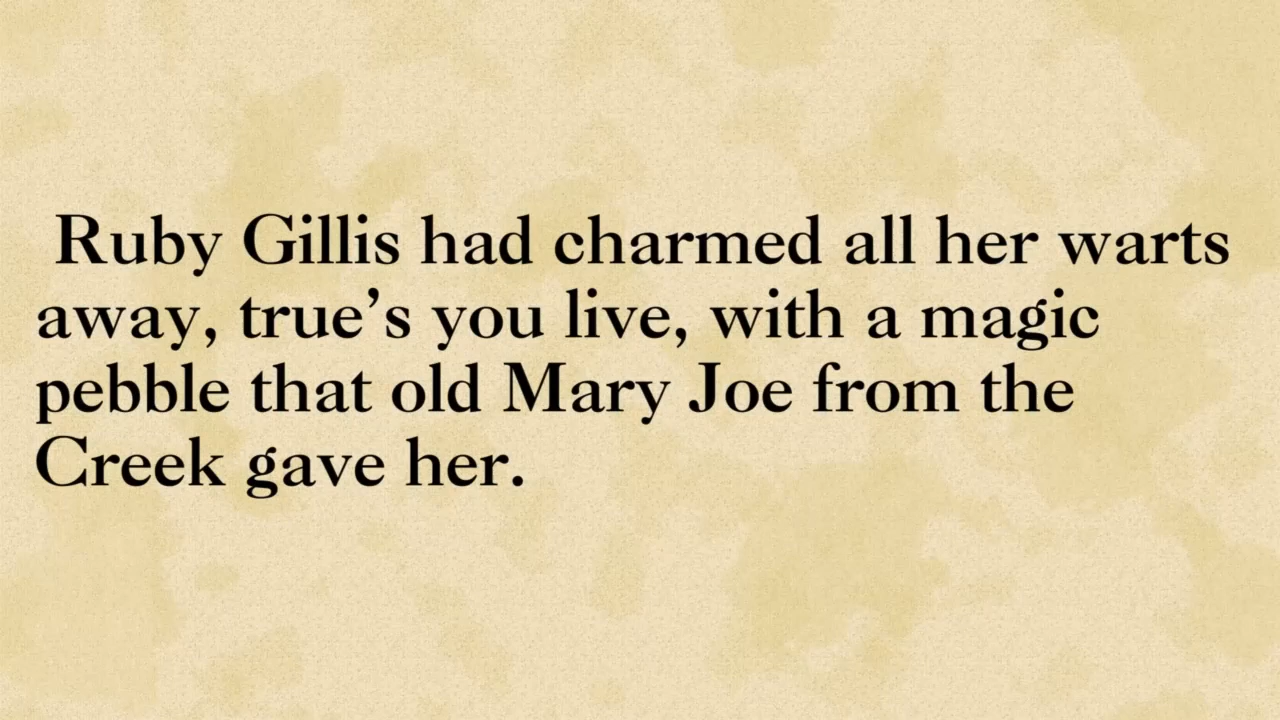 Ruby Gillis had charmed all her warts
away, true’s you live, with a magic
pebble that old Mary Joe from the
Creek gave her.